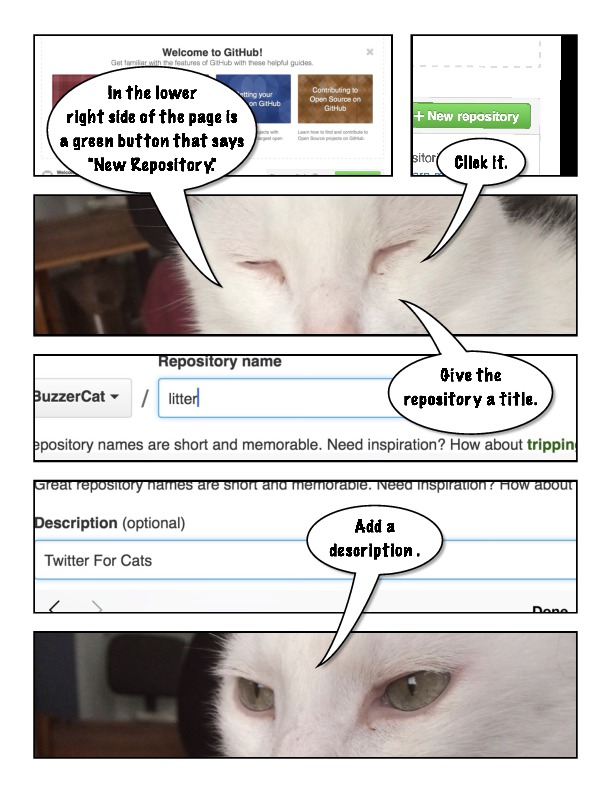 Welcome to GitHub!
Get familiar with the features of GitHub with these helpful guides.
In the lower
right side of the page is
a green button that says
"New Repository."
Getting your
on GitHub
Contributing to
Open Source on
GitHub
Learn how to find and contribute to
Open Source projects on GitHub.
+ New repository
Click it.
Give the
repository a title.
Repository name
BuzzerCat /
litter
epository names are short and memorable. Need inspiration? How about tripping
Great repository names are short and memorable. Need inspiration? How about
Description (optional)
Add a
description .
Twitter For Cats
Done